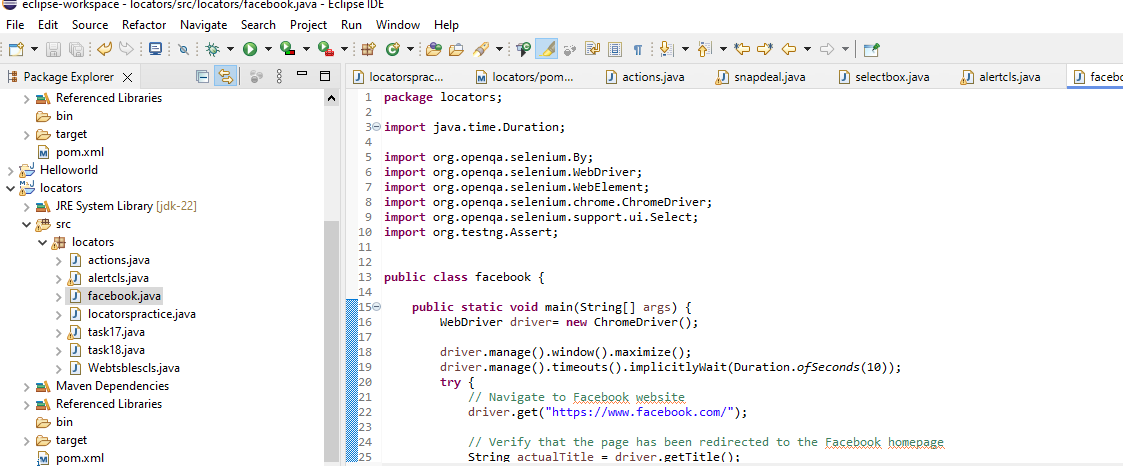 eclipse-workspace - locators/src/locators/facebook.java - Eclipse IDE
File Edit Source Refactor Navigate Search Project Run Window Help
Package Explorer
Referenced Libraries
bin
target
pom.xml
Helloworld
locators
JRE System Library [jdk-22]
src
locators
actions.java
alertcls.java
facebook.java
locatorspractice.java
task17.java
task18.java
Webtsblescls.java
Maven Dependencies
Referenced Libraries
bin
target
pom.xml
locatorsprac... locators/pom... actions.java snapdeal.java selectbox.java alertcls.java facebo
1 package locators;
2
3 import java.time.Duration;
4
5 import org.openqa.selenium.By;
6 import org.openqa.selenium.WebDriver;
7 import org.openqa.selenium.WebElement;
8 import org.openqa.selenium.chrome.ChromeDriver;
9 import org.openqa.selenium.support.ui.Select;
10 import org.testng.Assert;
11
12
13 public class facebook {
14
15 public static void main(String[] args) {
16 WebDriver driver= new ChromeDriver();
17
18 driver.manage().window().maximize();
19 driver.manage().timeouts().implicitlyWait(Duration.ofSeconds(10));
20 try {
21 // Navigate to Facebook website
22 driver.get("https://www.facebook.com/");
23
24 // Verify that the page has been redirected to the Facebook homepage
25 String actualTitle = driver.getTitle();